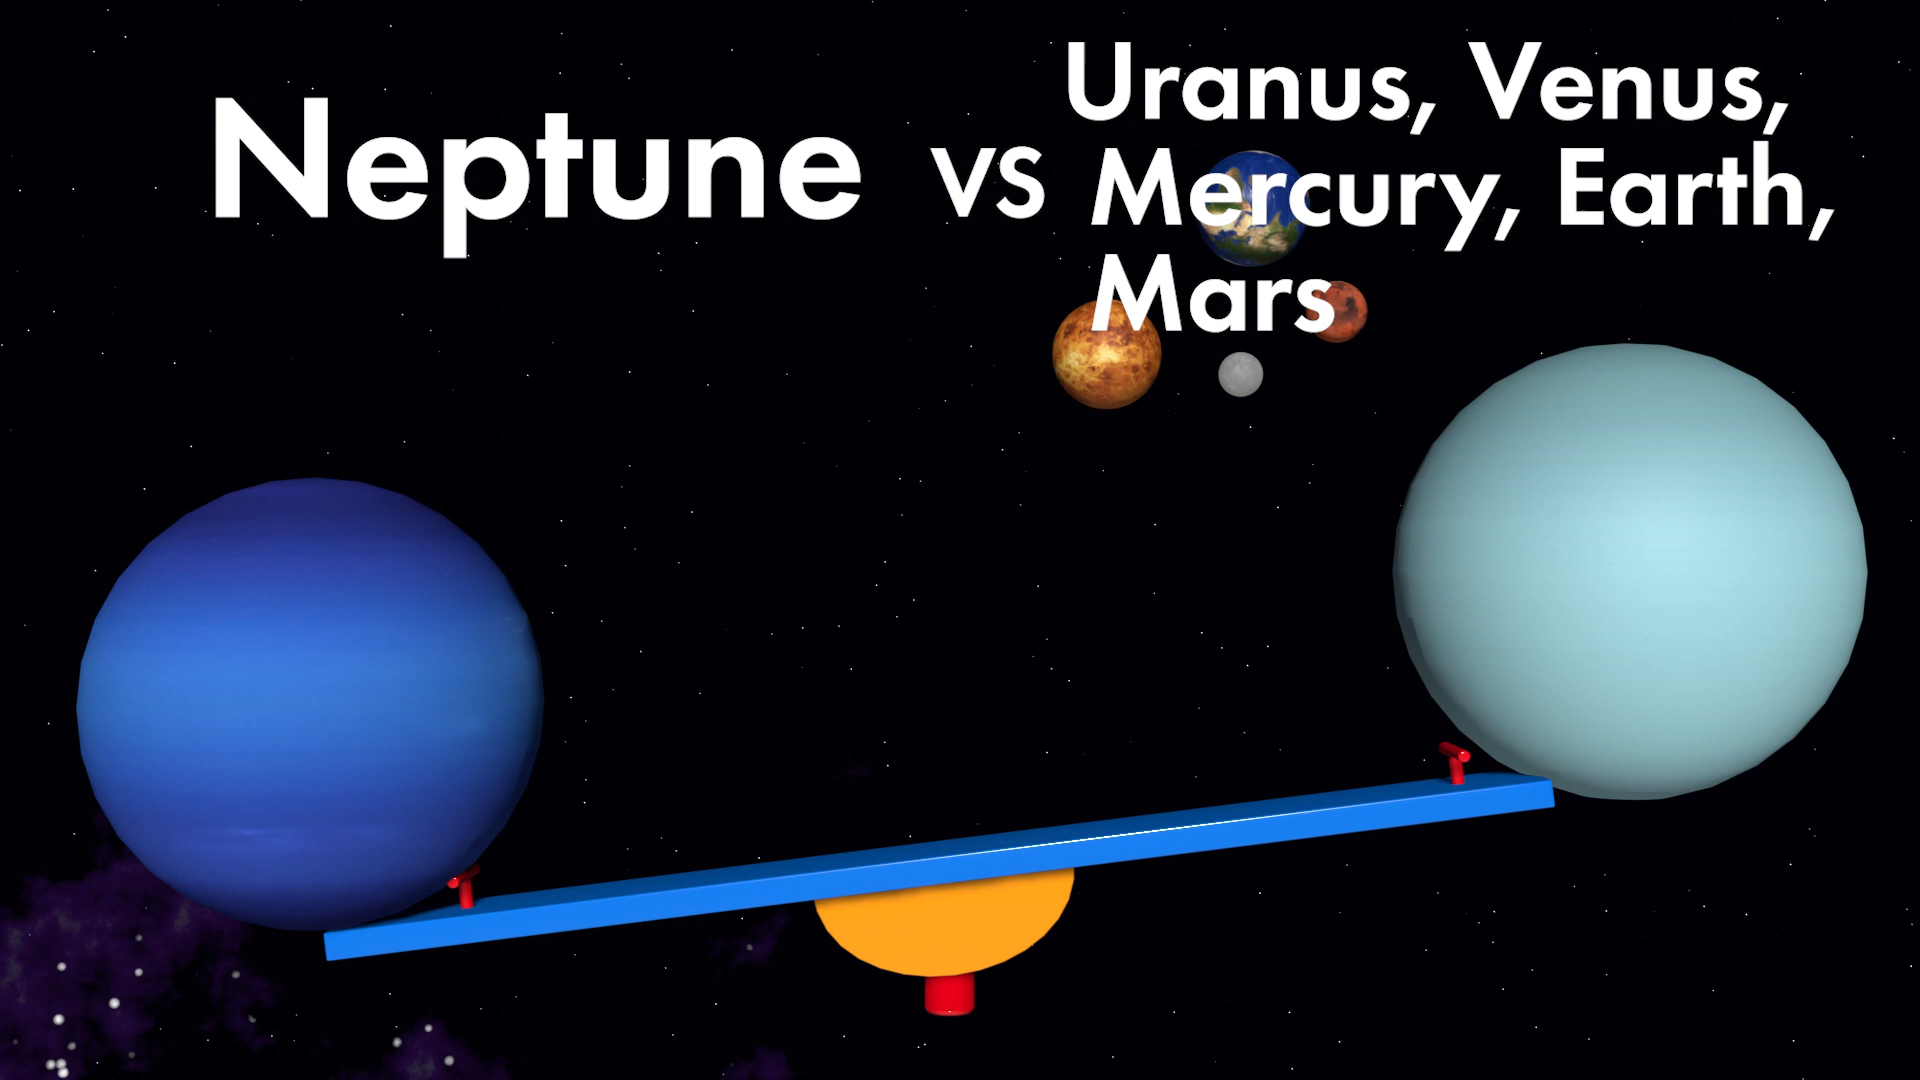 Neptune
vs
Uranus, Venus,
Mercury, Earth,
Mars